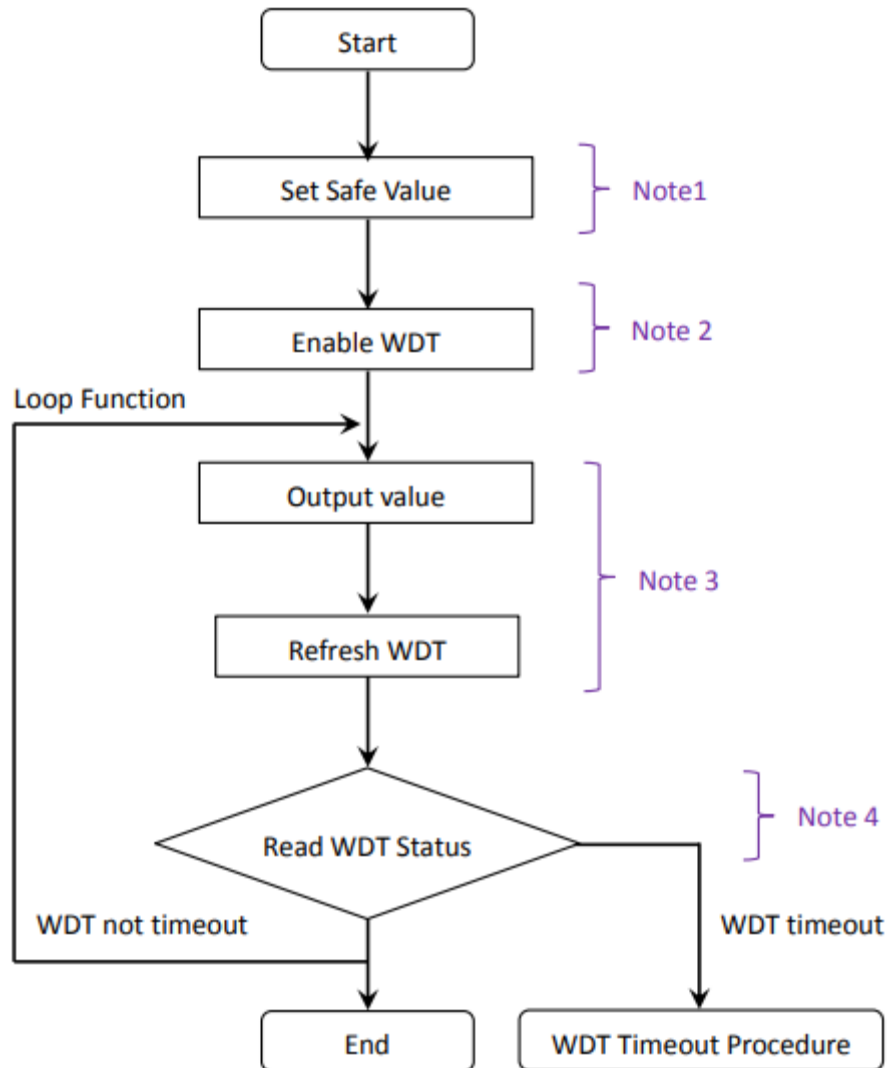 Start
Set Safe Value
Note1
Enable WDT
Note 2
Loop Function
Output value
Note 3
Refresh WDT
Read WDT Status
Note 4
WDT not timeout
WDT timeout
End
WDT Timeout Procedure